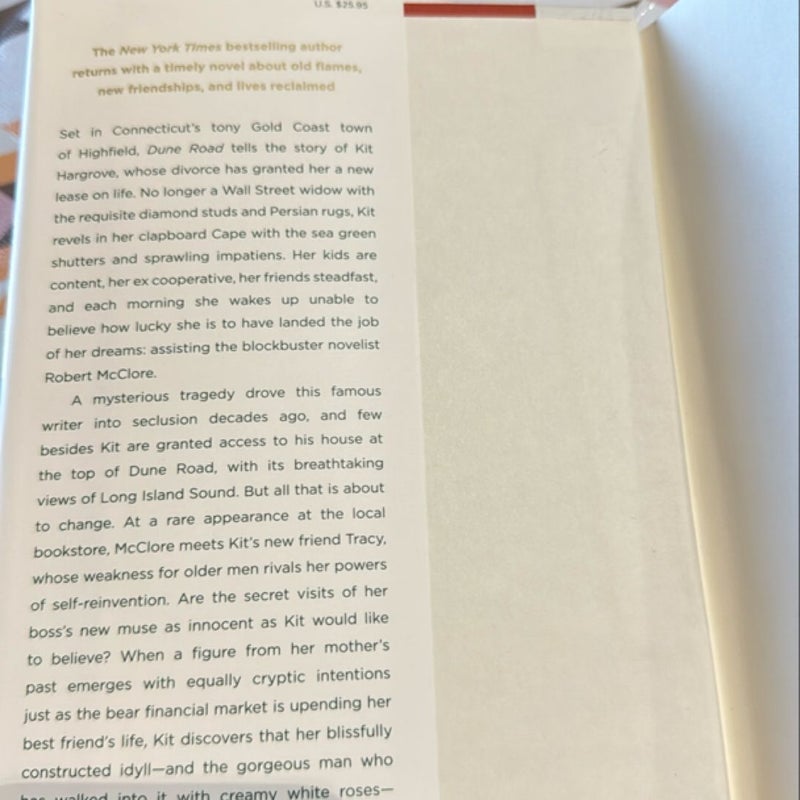 U.S. $25.95
The New York Times bestselling author
returns with a timely novel about old flames,
new friendships, and lives reclaimed
Set in Connecticut's tony Gold Coast town
of Highfield, Dune Road tells the story of Kit
Hargrove, whose divorce has granted her a new
lease on life. No longer a Wall Street widow with
the requisite diamond studs and Persian rugs, Kit
revels in her clapboard Cape with the sea green
shutters and sprawling impatiens. Her kids are
content, her ex cooperative, her friends steadfast,
and each morning she wakes up unable to
believe how lucky she is to have landed the job
of her dreams: assisting the blockbuster novelist
Robert McClore.
A mysterious tragedy drove this famous
writer into seclusion decades ago, and few
besides Kit are granted access to his house at
the top of Dune Road, with its breathtaking
views of Long Island Sound. But all that is about
to change. At a rare appearance at the local
bookstore, McClore meets Kit's new friend Tracy,
whose weakness for older men rivals her powers
of self-reinvention. Are the secret visits of her
boss's new muse as innocent as Kit would like
to believe? When a figure from her mother's
past emerges with equally cryptic intentions
just as the bear financial market is upending her
best friend's life, Kit discovers that her blissfully
constructed idyll—and the gorgeous man who
has walked into it with creamy white roses—